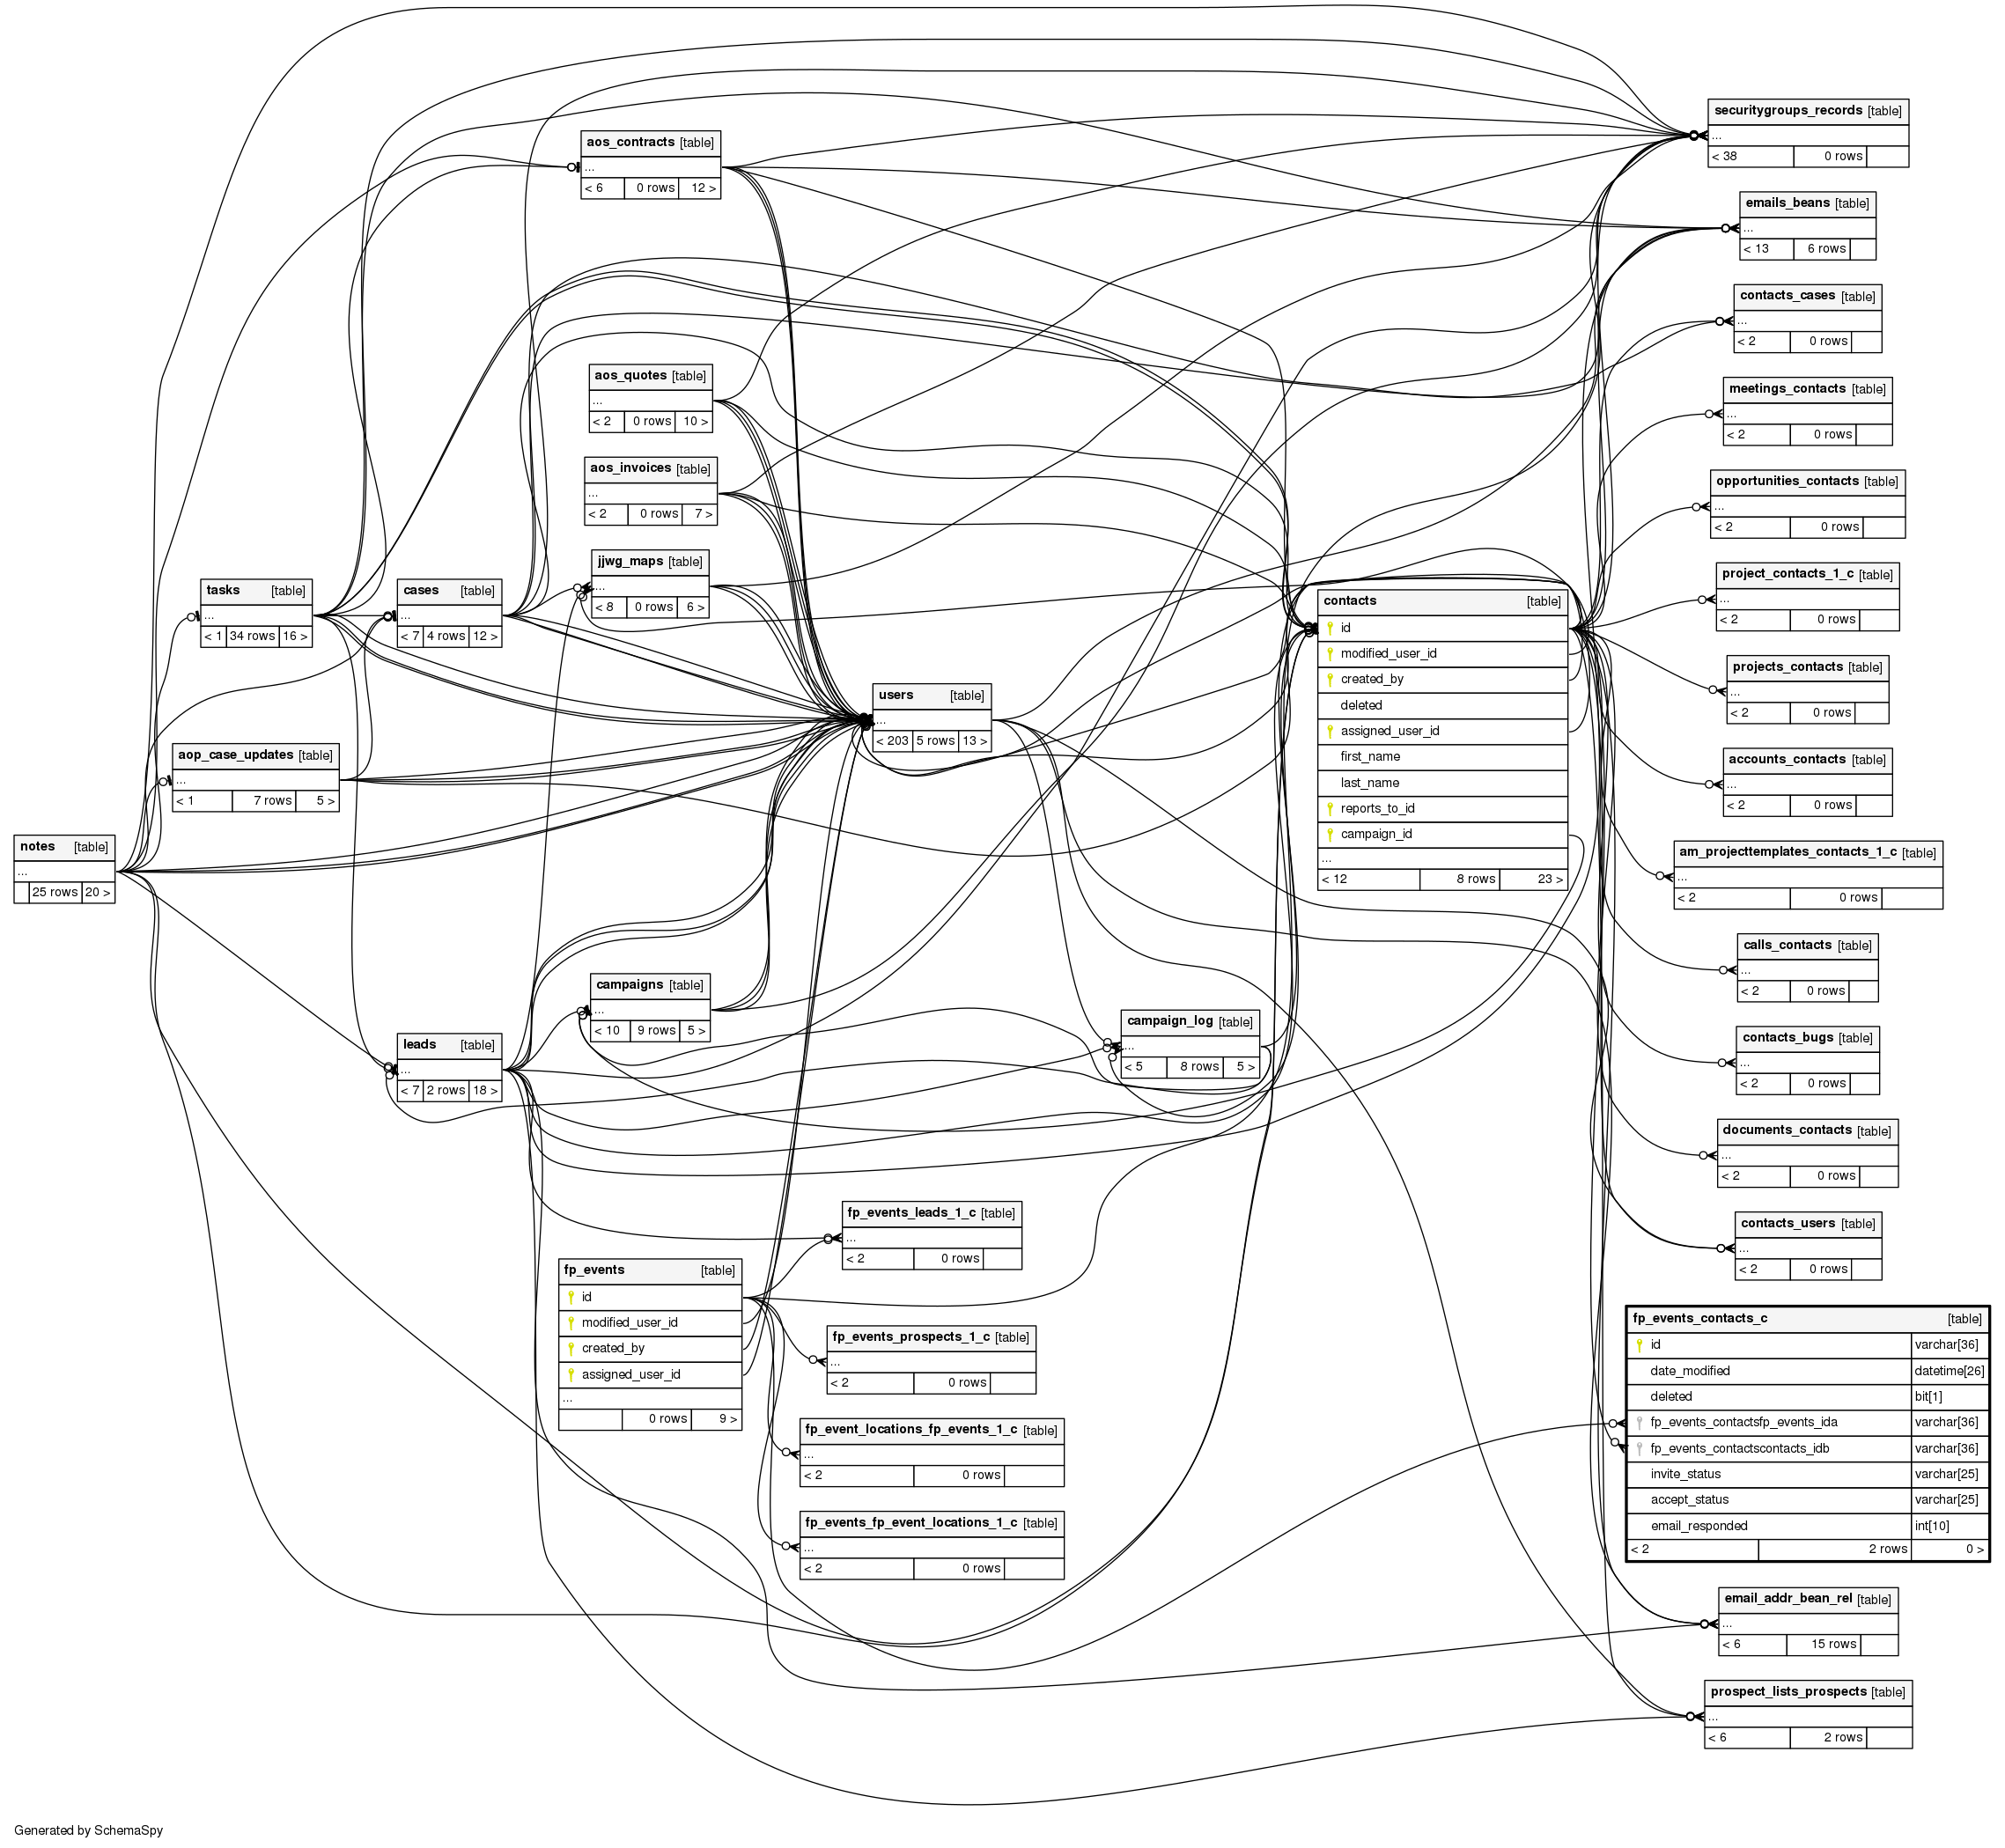 securitygroups_records [table]
...
< 38 0 rows
aos_contracts [table]
...
< 6 0 rows 12 >
emails_beans [table]
...
< 13 6 rows
contacts_cases [table]
...
< 2 0 rows
aos_quotes [table]
...
< 2 0 rows 10 >
meetings_contacts [table]
...
< 2 0 rows
aos_invoices [table]
...
< 2 0 rows 7 >
opportunities_contacts [table]
...
< 2 0 rows
jjwg_maps [table]
...
< 8 0 rows 6 >
project_contacts_1_c [table]
...
< 2 0 rows
tasks [table]
...
< 1 34 rows 16 >
cases [table]
...
< 7 4 rows 12 >
contacts [table]
id
modified_user_id
created_by
deleted
assigned_user_id
first_name
last_name
reports_to_id
campaign_id
...
< 12 8 rows 23 >
projects_contacts [table]
...
< 2 0 rows
users [table]
...
< 203 5 rows 13 >
aop_case_updates [table]
...
< 1 7 rows 5 >
accounts_contacts [table]
...
< 2 0 rows
notes [table]
...
25 rows 20 >
am_projecttemplates_contacts_1_c [table]
...
< 2 0 rows
calls_contacts [table]
...
< 2 0 rows
campaigns [table]
...
< 10 9 rows 5 >
campaign_log [table]
...
< 5 8 rows 5 >
leads [table]
...
< 7 2 rows 18 >
contacts_bugs [table]
...
< 2 0 rows
documents_contacts [table]
...
< 2 0 rows
fp_events_leads_1_c [table]
...
< 2 0 rows
contacts_users [table]
...
< 2 0 rows
fp_events [table]
id
modified_user_id
created_by
assigned_user_id
...
0 rows 9 >
fp_events_prospects_1_c [table]
...
< 2 0 rows
fp_event_locations_fp_events_1_c [table]
...
< 2 0 rows
fp_events_fp_event_locations_1_c [table]
...
< 2 0 rows
fp_events_contacts_c [table]
id varchar[36]
date_modified datetime[26]
deleted bit[1]
fp_events_contactsfp_events_ida varchar[36]
fp_events_contactscontacts_idb varchar[36]
invite_status varchar[25]
accept_status varchar[25]
email_responded int[10]
< 2 2 rows 0 >
email_addr_bean_rel [table]
...
< 6 15 rows
prospect_lists_prospects [table]
...
< 6 2 rows
Generated by SchemaSpy